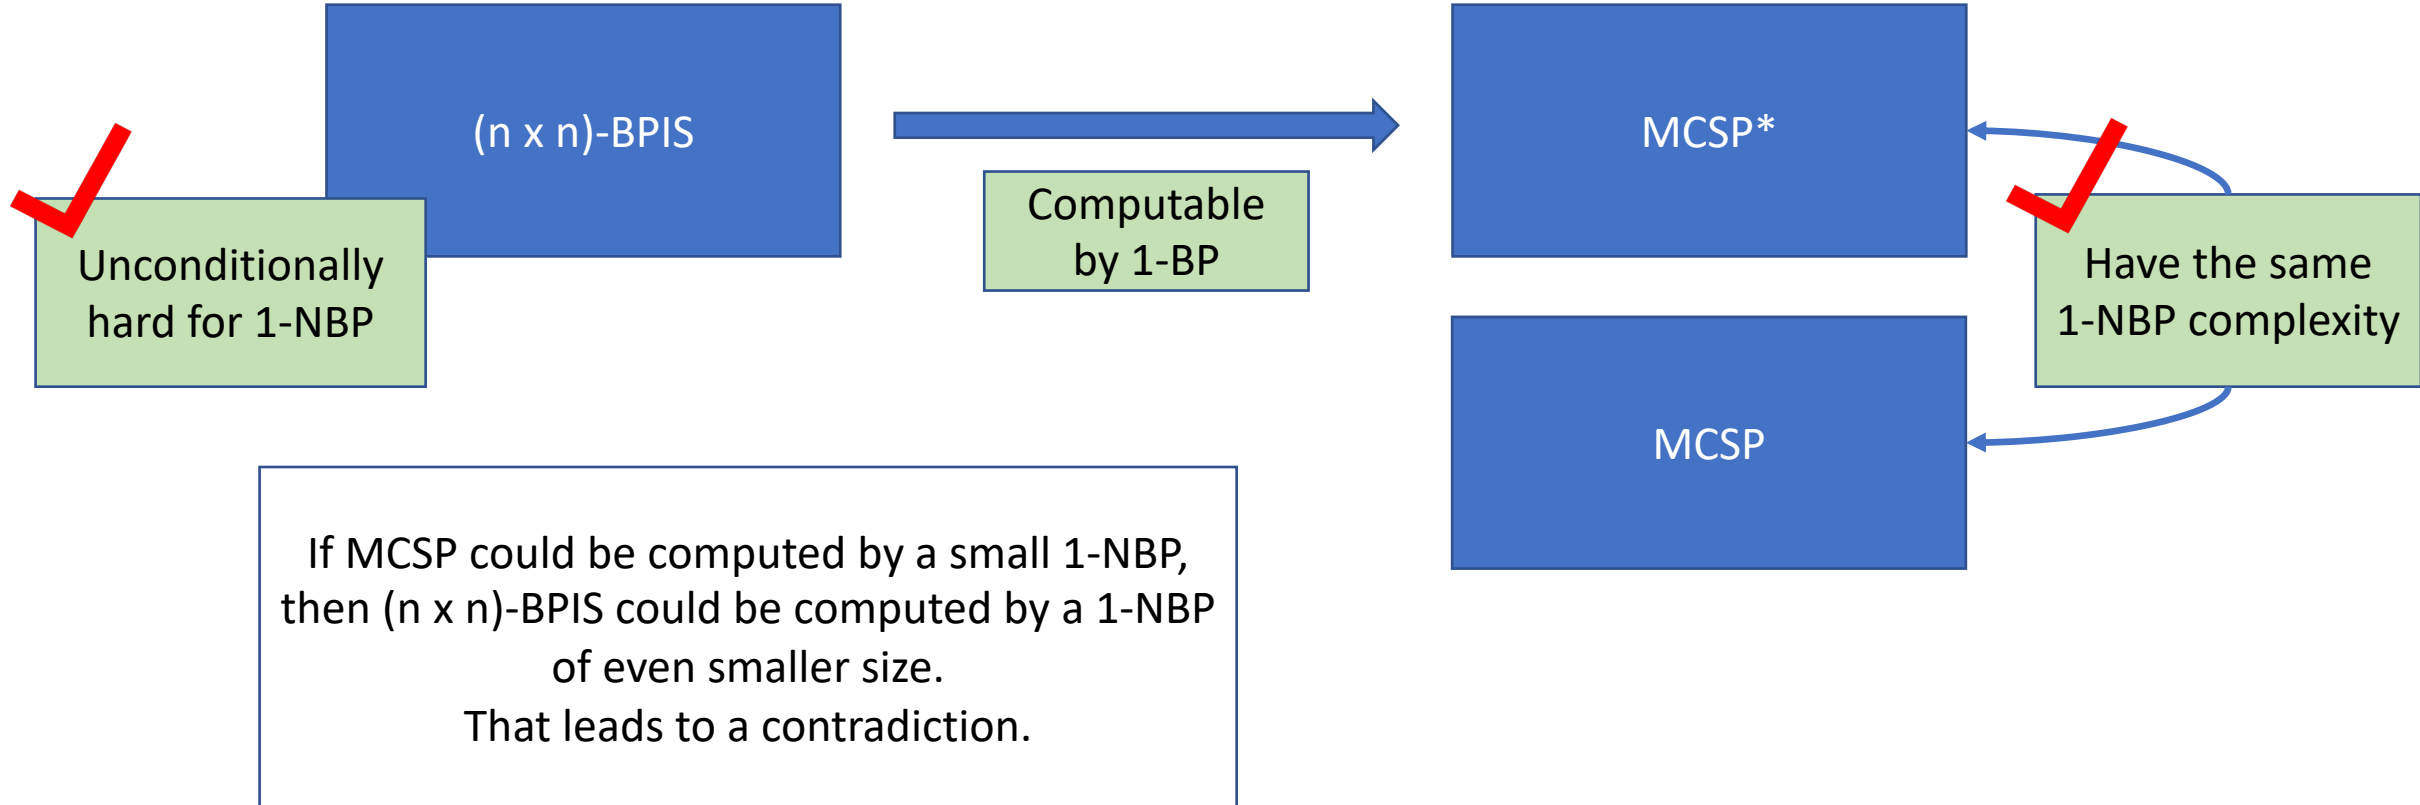 (n x n)-BPIS
Unconditionally
hard for 1-NBP
Computable
by 1-BP
MCSP*
Have the same
1-NBP complexity
MCSP
If MCSP could be computed by a small 1-NBP,
then (n x n)-BPIS could be computed by a 1-NBP
of even smaller size.
That leads to a contradiction.